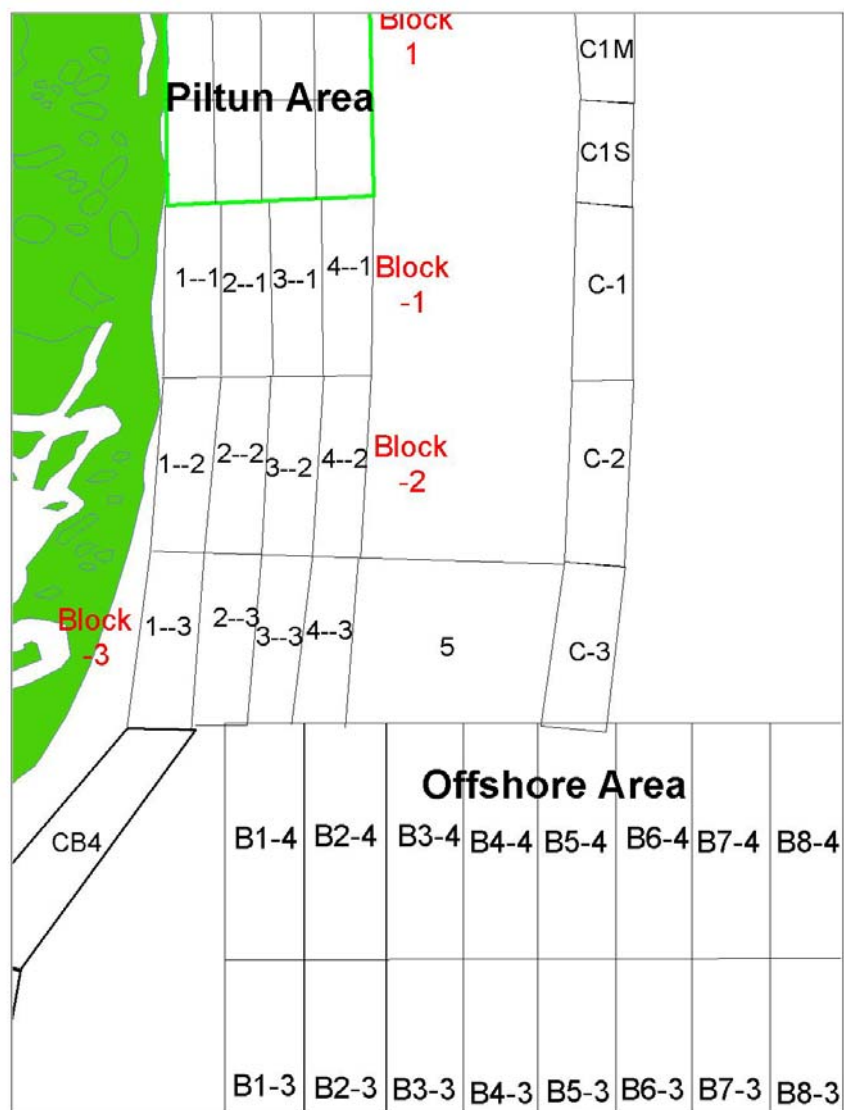 Block
1
C1M
Piltun Area
C1S
1--1
2--1
3--1
4--1
Block
-1
C-1
1--2
2--2
3--2
4--2
Block
-2
C-2
Block
-3
1--3
2--3
3--3
4--3
5
C-3
Offshore Area
CB4
B1-4
B2-4
B3-4
B4-4
B5-4
B6-4
B7-4
B8-4
B1-3
B2-3
B3-3
B4-3
B5-3
B6-3
B7-3
B8-3